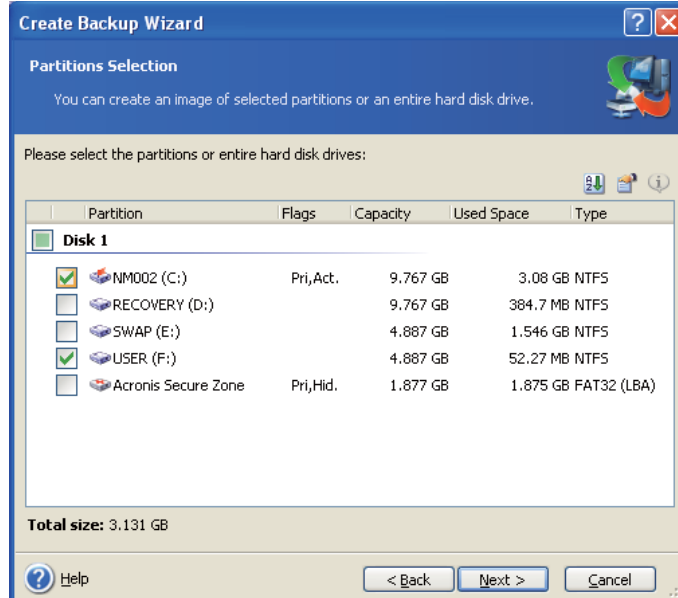 Create Backup Wizard
Partitions Selection
You can create an image of selected partitions or an entire hard disk drive.
Please select the partitions or entire hard disk drives:
Partition Flags Capacity Used Space Type
Disk 1
NM002 (C:) Pri,Act. 9.767 GB 3.08 GB NTFS
RECOVERY (D:) 9.767 GB 384.7 MB NTFS
SWAP (E:) 4.887 GB 1.546 GB NTFS
USER (F:) 4.887 GB 52.27 MB NTFS
Acronis Secure Zone Pri,Hid. 1.877 GB 1.875 GB FAT32 (LBA)
Total size: 3.131 GB
Help < Back Next > Cancel